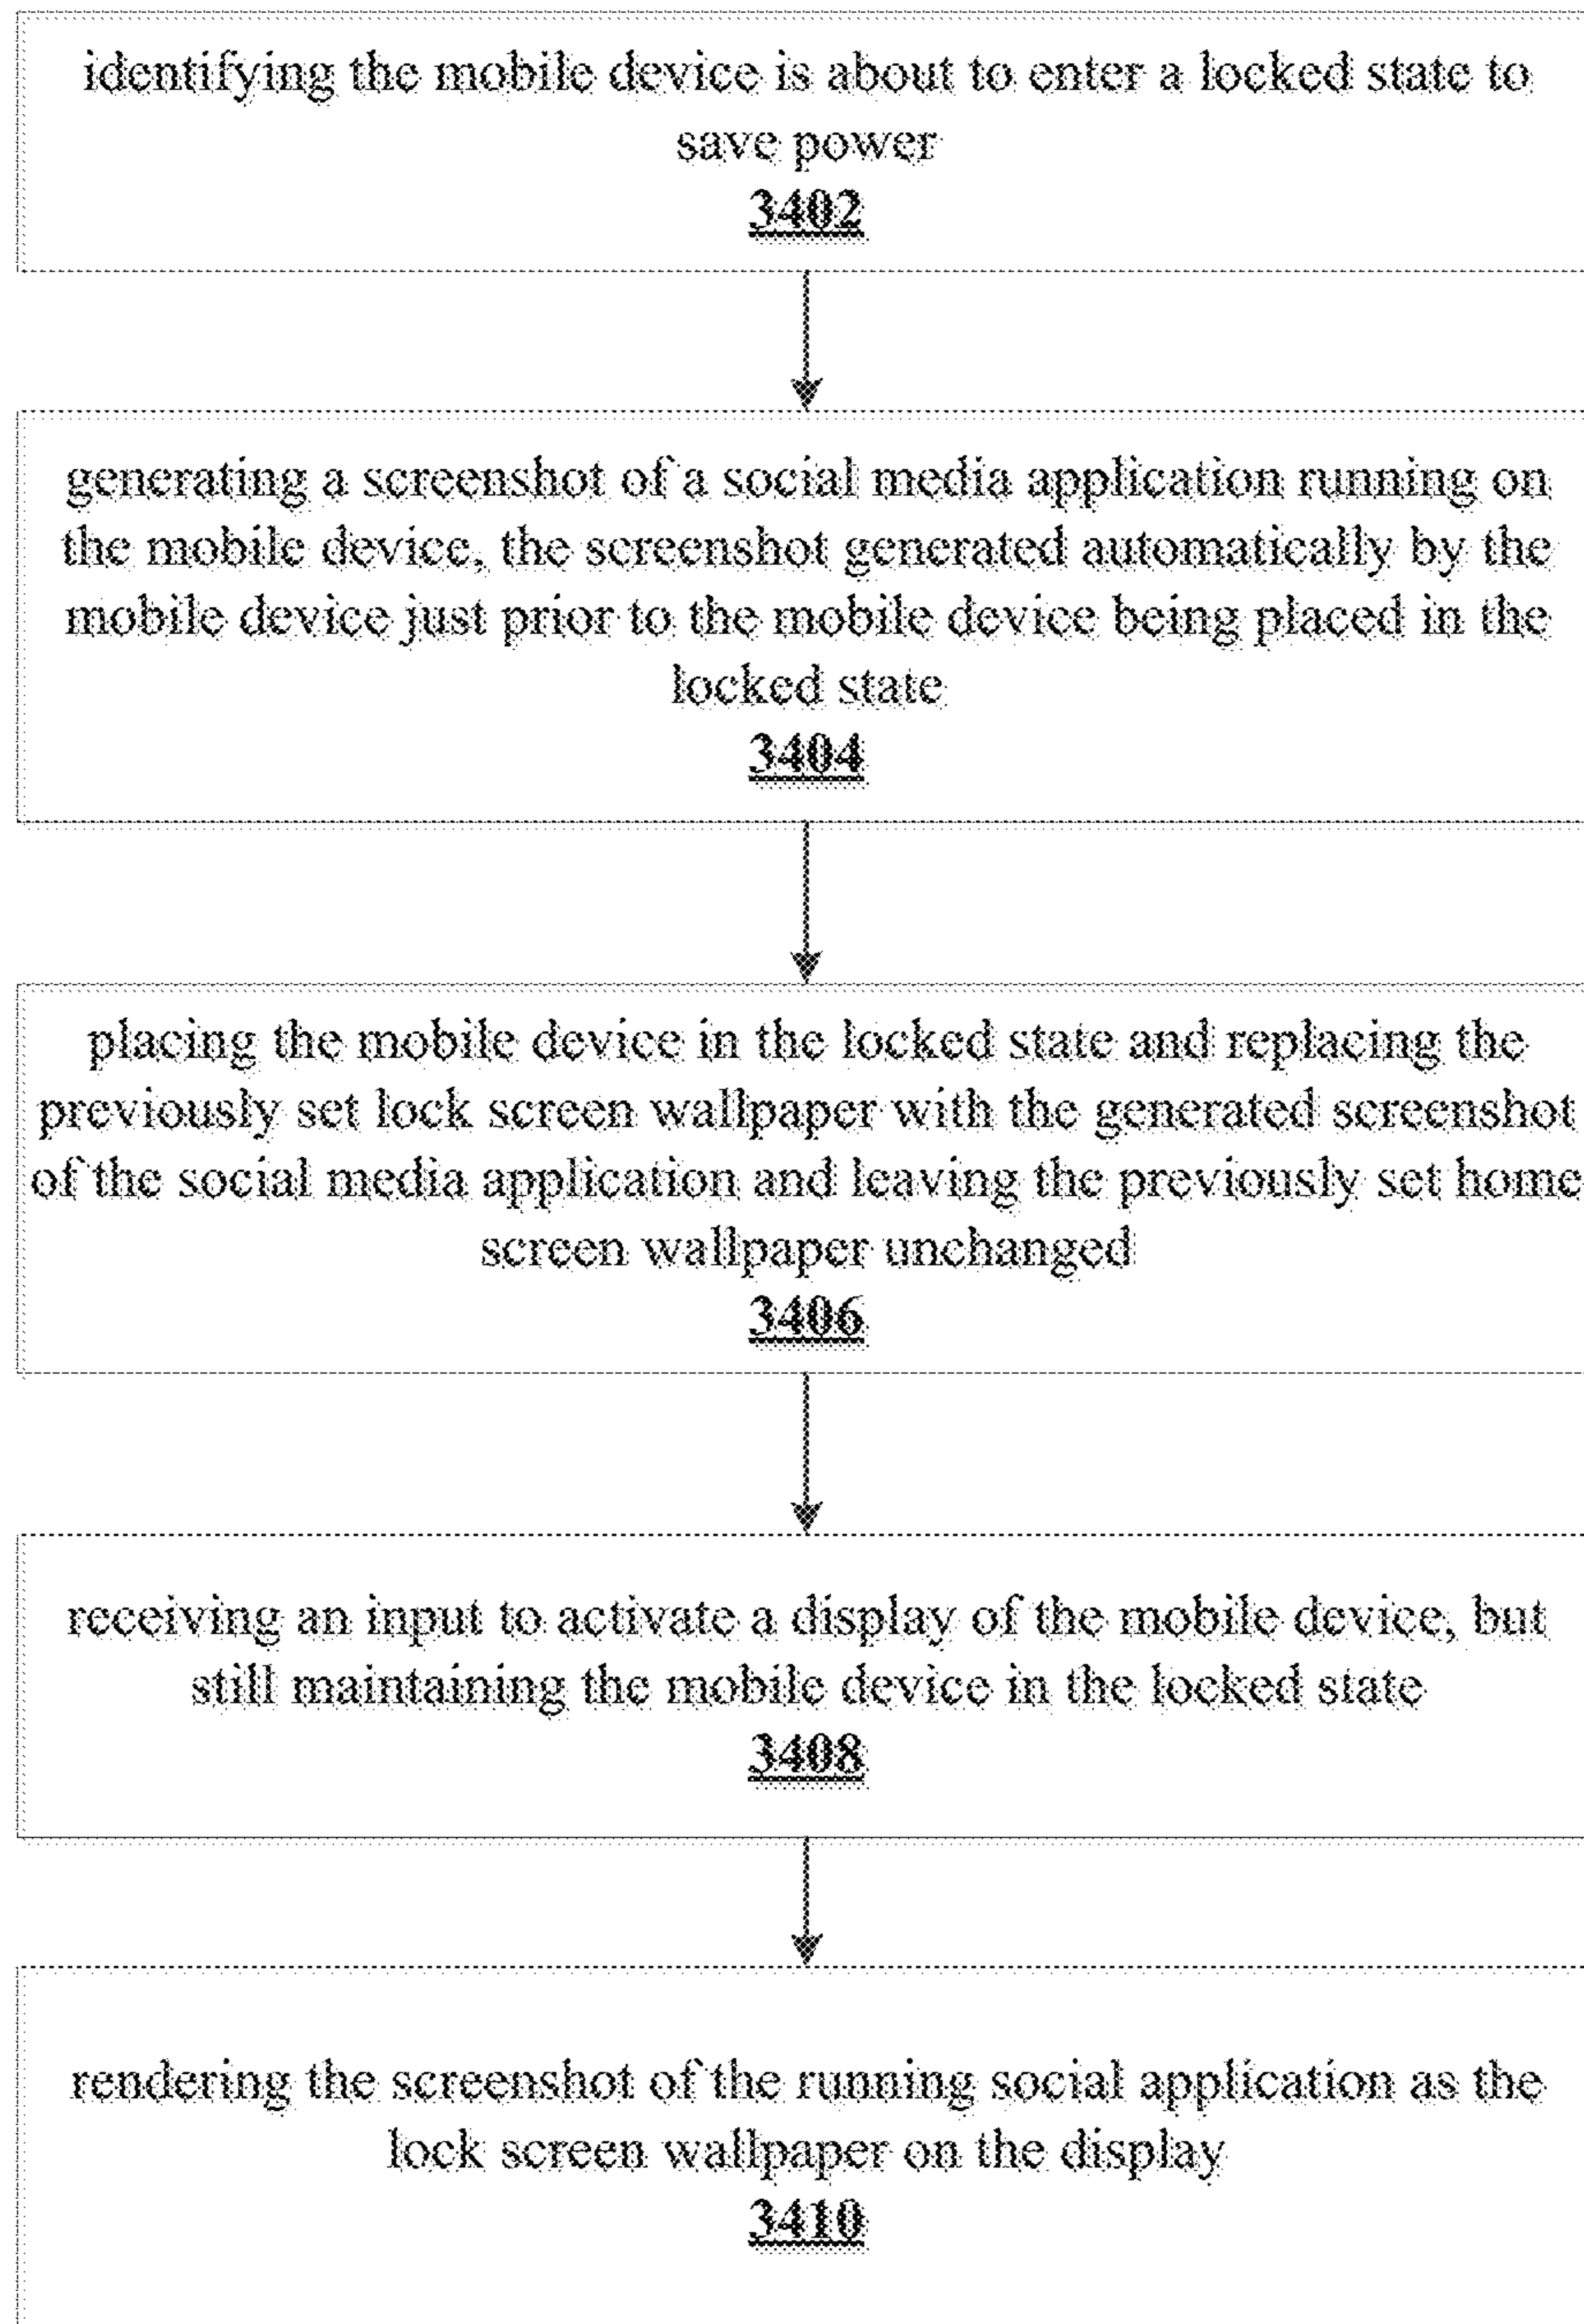 identifying the mobile device is about to enter a locked state to
save power
3402
generating a screenshot of a social media application running on
the mobile device, the screenshot generated automatically by the
mobile device just prior to the mobile device being placed in the
locked state
3404
placing the mobile device in the locked state and replacing the
previously set lock screen wallpaper with the generated screenshot
of the social media application and leaving the previously set home
screen wallpaper unchanged
3406
receiving an input to activate a display of the mobile device, but
still maintaining the mobile device in the locked state
3408
rendering the screenshot of the running social application as the
lock screen wallpaper on the display
3410